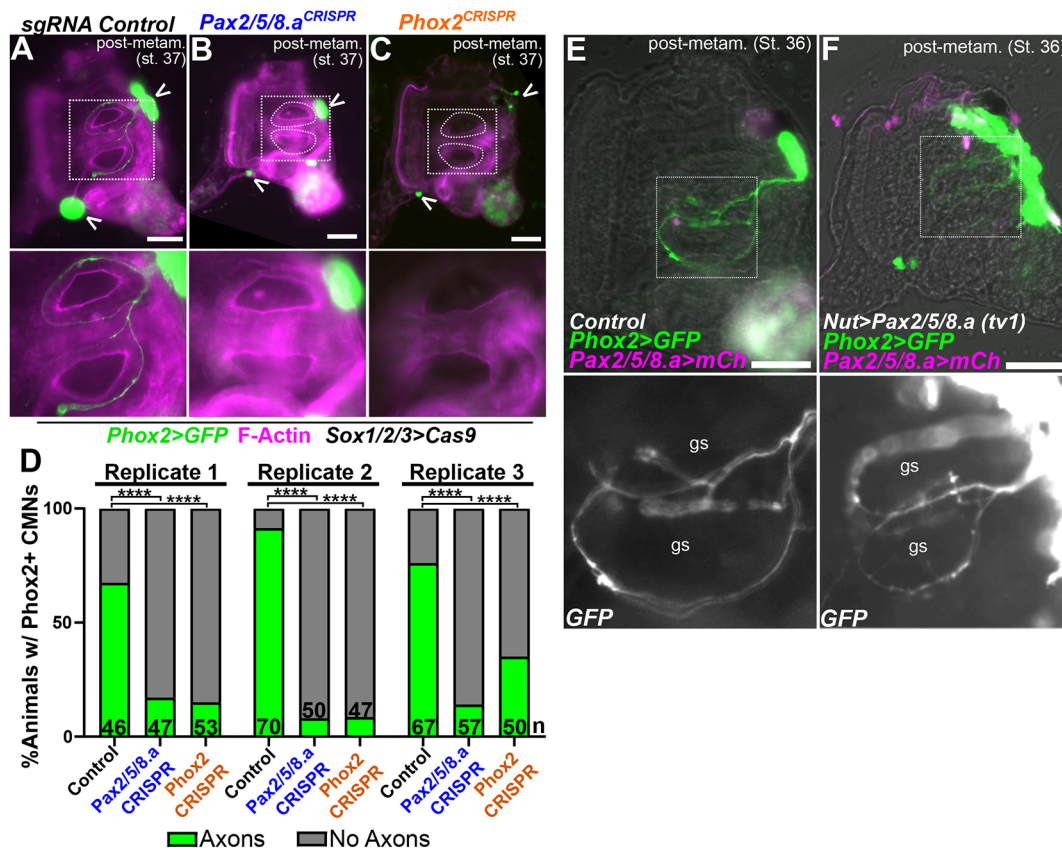 sgRNA Control
Pax2/5/8.aCRISPR
Phox2CRISPR
A
post-metam.
(st. 37)
B
post-metam.
(st. 37)
C
post-metam.
(st. 37)
Phox2>GFP F-Actin Sox1/2/3>Cas9
D
Replicate 1
Replicate 2
Replicate 3
**** ****
**** ****
**** ****
%Animals w/ Phox2+ CMNs
100
50
0
46 47 53
70 50 47
67 57 50 n
Control
Pax2/5/8.a
CRISPR
Phox2
CRISPR
Control
Pax2/5/8.a
CRISPR
Phox2
CRISPR
Control
Pax2/5/8.a
CRISPR
Phox2
CRISPR
Axons
No Axons
E
post-metam. (St. 36)
Control
Phox2>GFP
Pax2/5/8.a>mCh
gs
gs
GFP
F
post-metam. (St. 36)
Nut>Pax2/5/8.a (tv1)
Phox2>GFP
Pax2/5/8.a>mCh
gs
gs
GFP